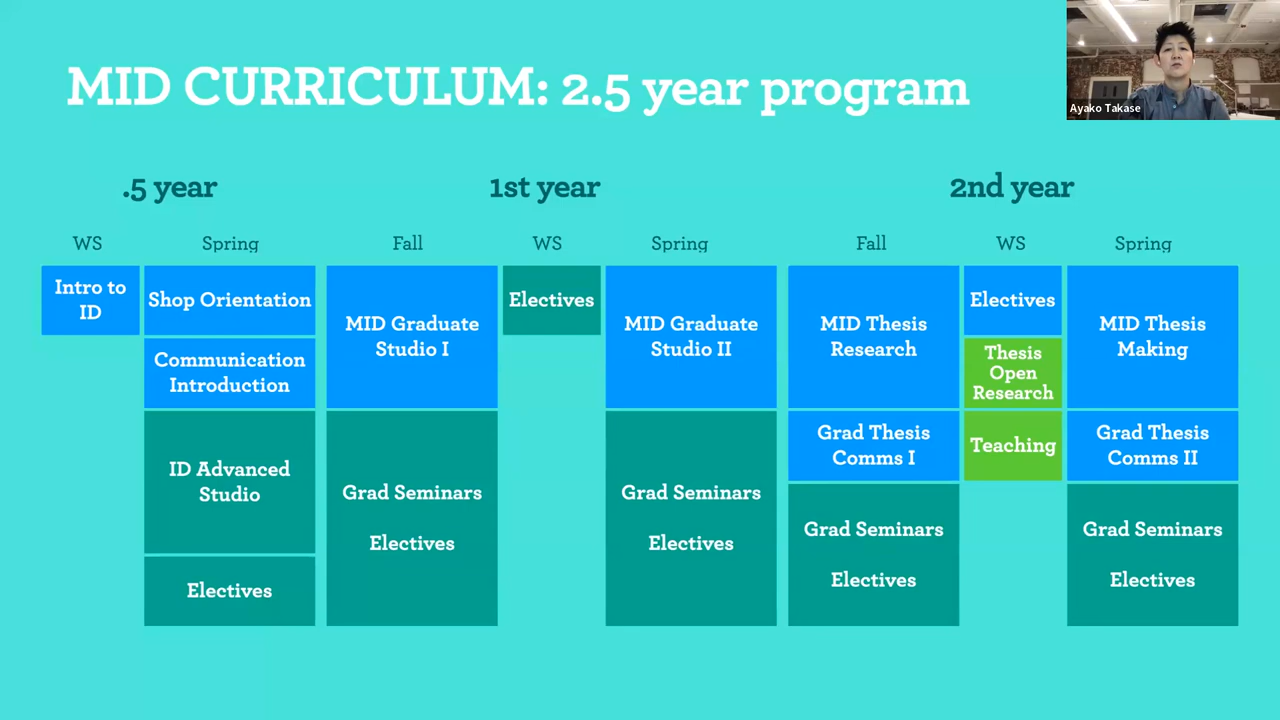 MID CURRICULUM: 2.5 year program
Ayako Takase
.5 year
1st year
2nd year
WS
Spring
Fall
WS
Spring
Fall
WS
Spring
Intro to
ID
Shop Orientation
Communication
Introduction
ID Advanced
Studio
Electives
MID Graduate
Studio I
Grad Seminars
Electives
Electives
MID Graduate
Studio II
Grad Seminars
Electives
MID Thesis
Research
Grad Thesis
Comms I
Grad Seminars
Electives
Electives
Thesis
Open
Research
Teaching
MID Thesis
Making
Grad Thesis
Comms II
Grad Seminars
Electives